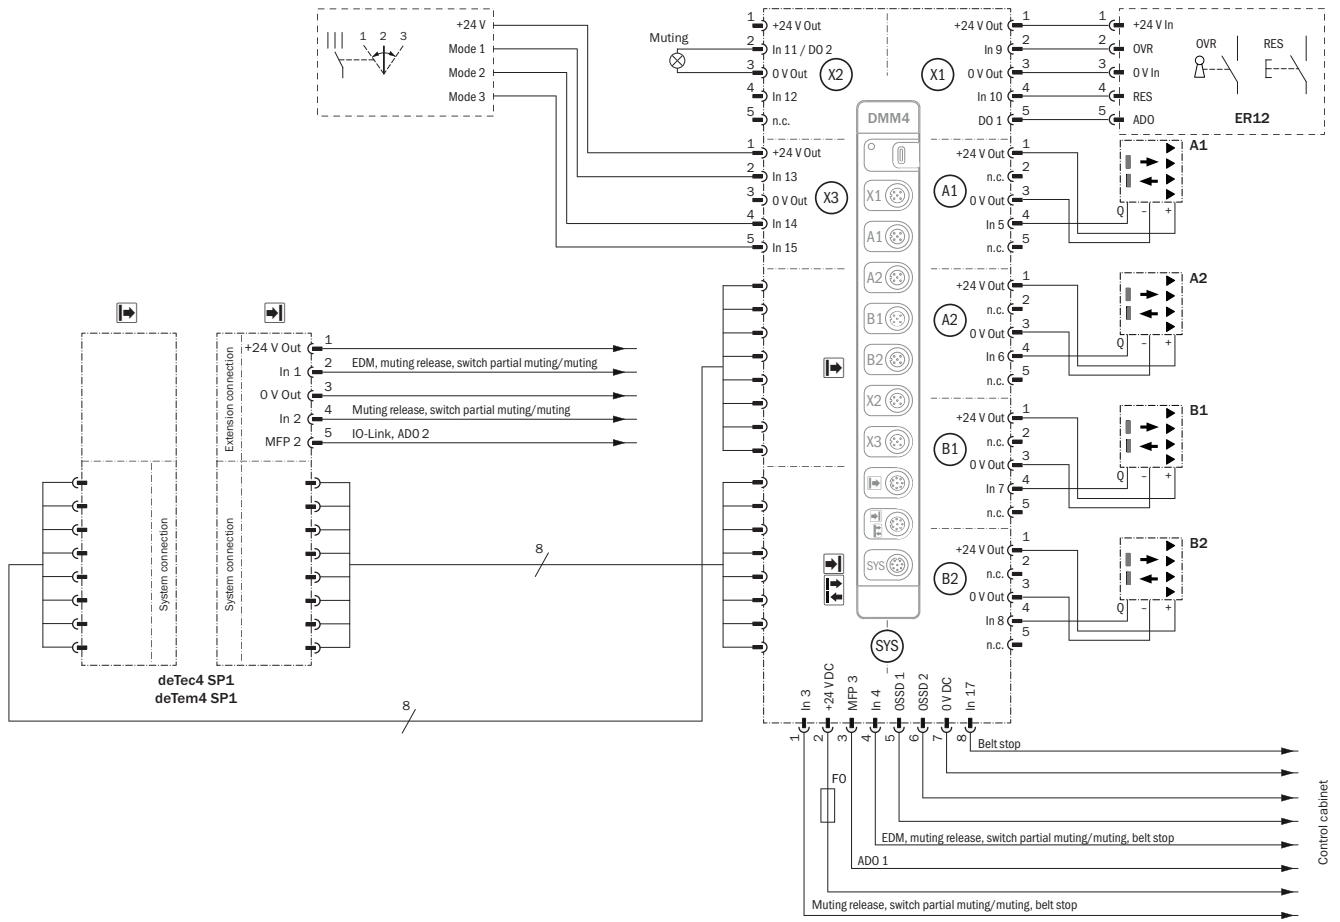 +24 V
Mode 1
Mode 2
Mode 3
1 2 3
Muting
1 +24 V Out
2 In 11 / DO 2
3 0 V Out
4 In 12
5 n.c.
X2
X1
+24 V Out 1
In 9 2
0 V Out 3
In 10 4
DO 1 5
1 +24 V In
2 OVR
3 0 V In
4 RES
5 ADO
OVR
RES
ER12
1 +24 V Out
2 In 13
3 0 V Out
4 In 14
5 In 15
X3
DMM4
X1
A1
A2
B1
B2
X2
X3
SYS
SYS
A1
+24 V Out 1
n.c. 2
0 V Out 3
In 5 4
n.c. 5
A1
Q – +
A2
+24 V Out 1
n.c. 2
0 V Out 3
In 6 4
n.c. 5
A2
Q – +
B1
+24 V Out 1
n.c. 2
0 V Out 3
In 7 4
n.c. 5
B1
Q – +
B2
+24 V Out 1
n.c. 2
0 V Out 3
In 8 4
n.c. 5
B2
Q – +
Extension connection
+24 V Out 1
In 1 2 EDM, muting release, switch partial muting/muting
0 V Out 3
In 2 4 Muting release, switch partial muting/muting
MFP 2 5 IO-Link, ADO 2
System connection
System connection
8
8
deTec4 SP1
deTem4 SP1
In 3
+24 V DC
MFP 3
In 4
OSSD 1
OSSD 2
0 V DC
In 17
1 2 3 4 5 6 7 8
F0
Belt stop
EDM, muting release, switch partial muting/muting, belt stop
ADO 1
Muting release, switch partial muting/muting, belt stop
Control cabinet